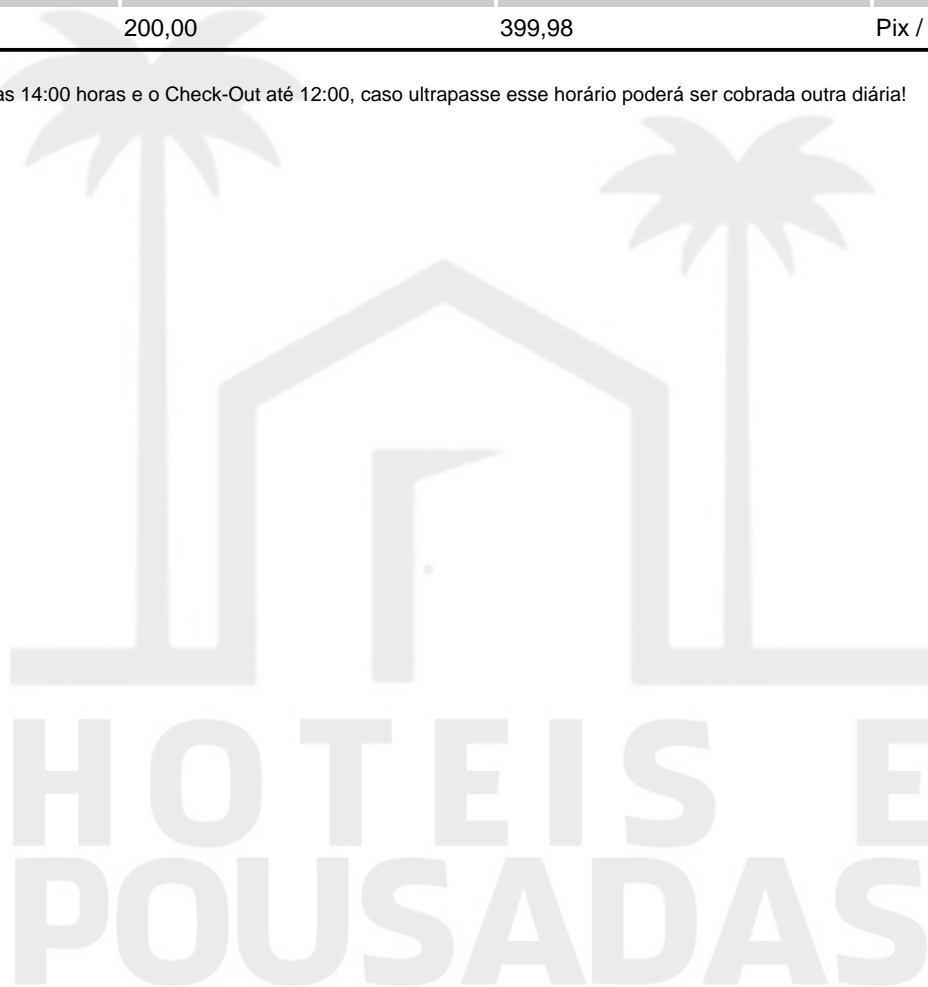 200,00 399,98 Pix /
as 14:00 horas e o Check-Out até 12:00, caso ultrapasse esse horário poderá ser cobrada outra diária!
HOTEIS E
POUSADAS